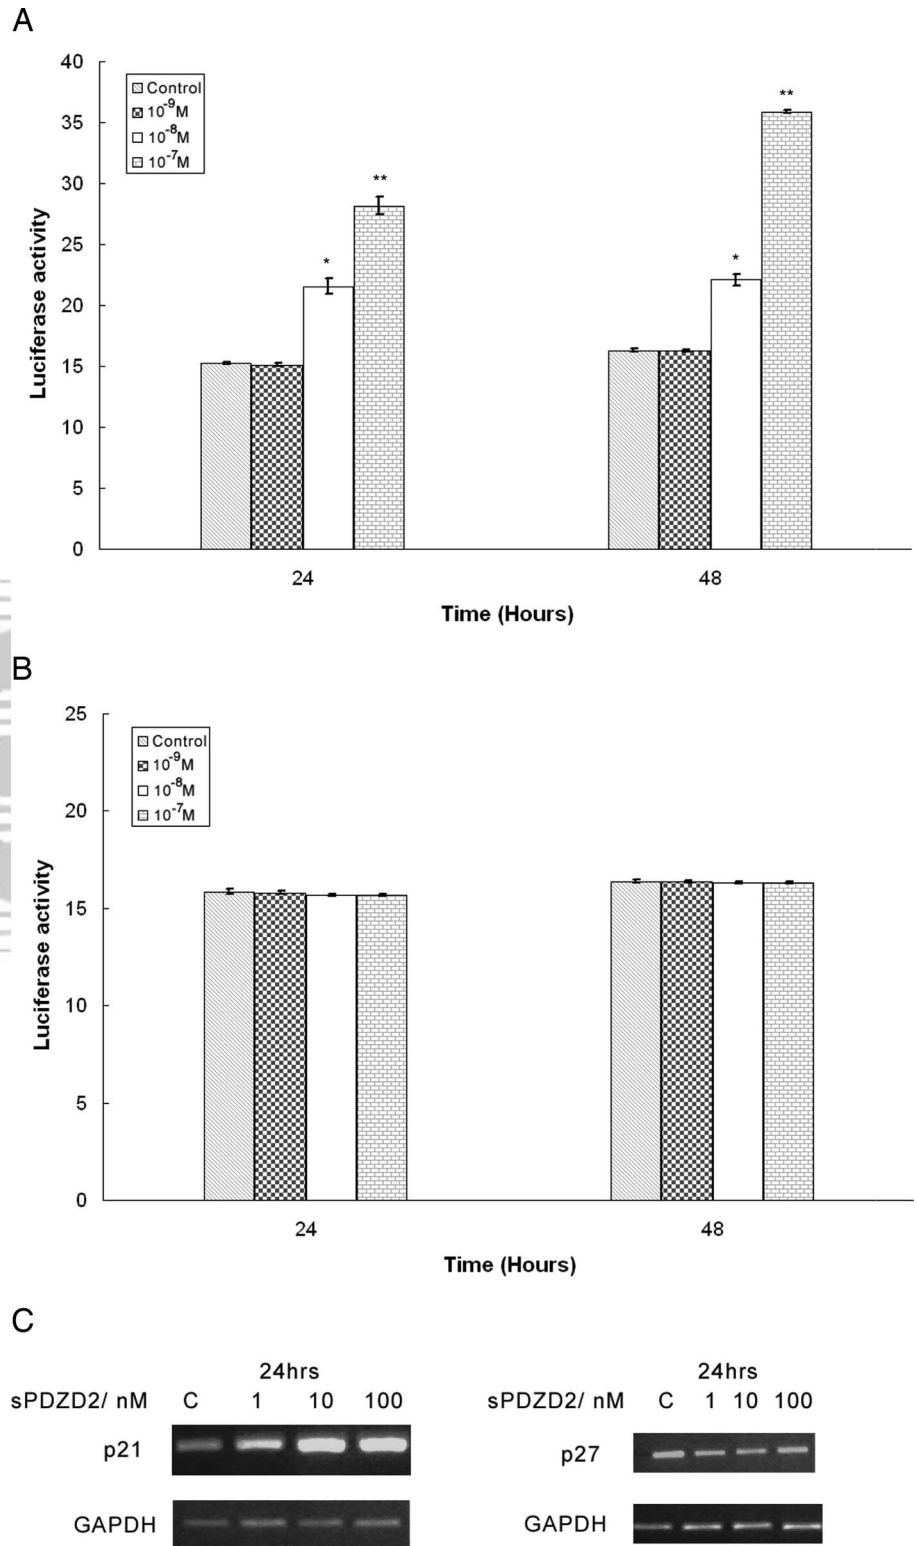 A
40
35
30
25
20
15
10
5
0
Luciferase activity
Control
10⁻⁹M
10⁻⁸M
10⁻⁷M
*
**
*
**
24
48
Time (Hours)
B
25
20
15
10
5
0
Luciferase activity
Control
10⁻⁹M
10⁻⁸M
10⁻⁷M
24
48
Time (Hours)
C
24hrs
sPDZD2/ nM C 1 10 100
p21
GAPDH
24hrs
sPDZD2/ nM C 1 10 100
p27
GAPDH